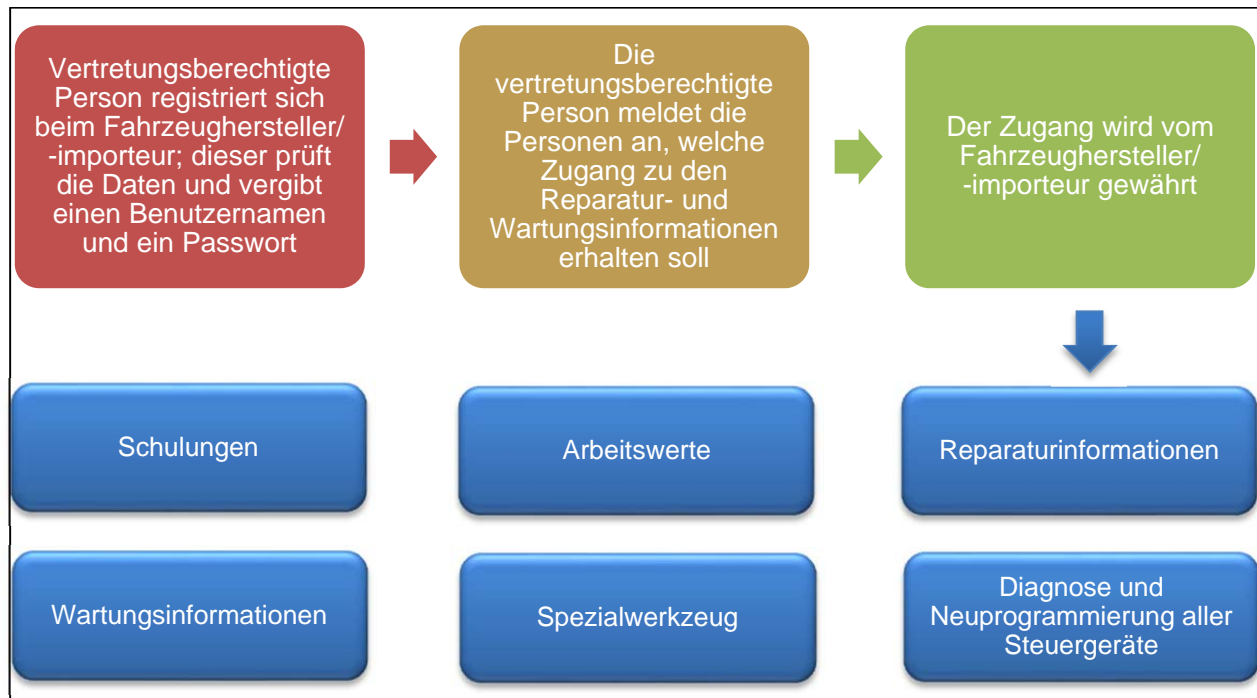 Vertretungsberechtigte
Person registriert sich
beim Fahrzeughersteller/
-importeur; dieser prüft
die Daten und vergibt
einen Benutzernamen
und ein Passwort
Die
vertretungsberechtigte
Person meldet die
Personen an, welche
Zugang zu den
Reparatur- und
Wartungsinformationen
erhalten soll
Der Zugang wird vom
Fahrzeughersteller/
-importeur gewährt
Schulungen
Arbeitswerte
Reparaturinformationen
Wartungsinformationen
Spezialwerkzeug
Diagnose und
Neuprogrammierung aller
Steuergeräte